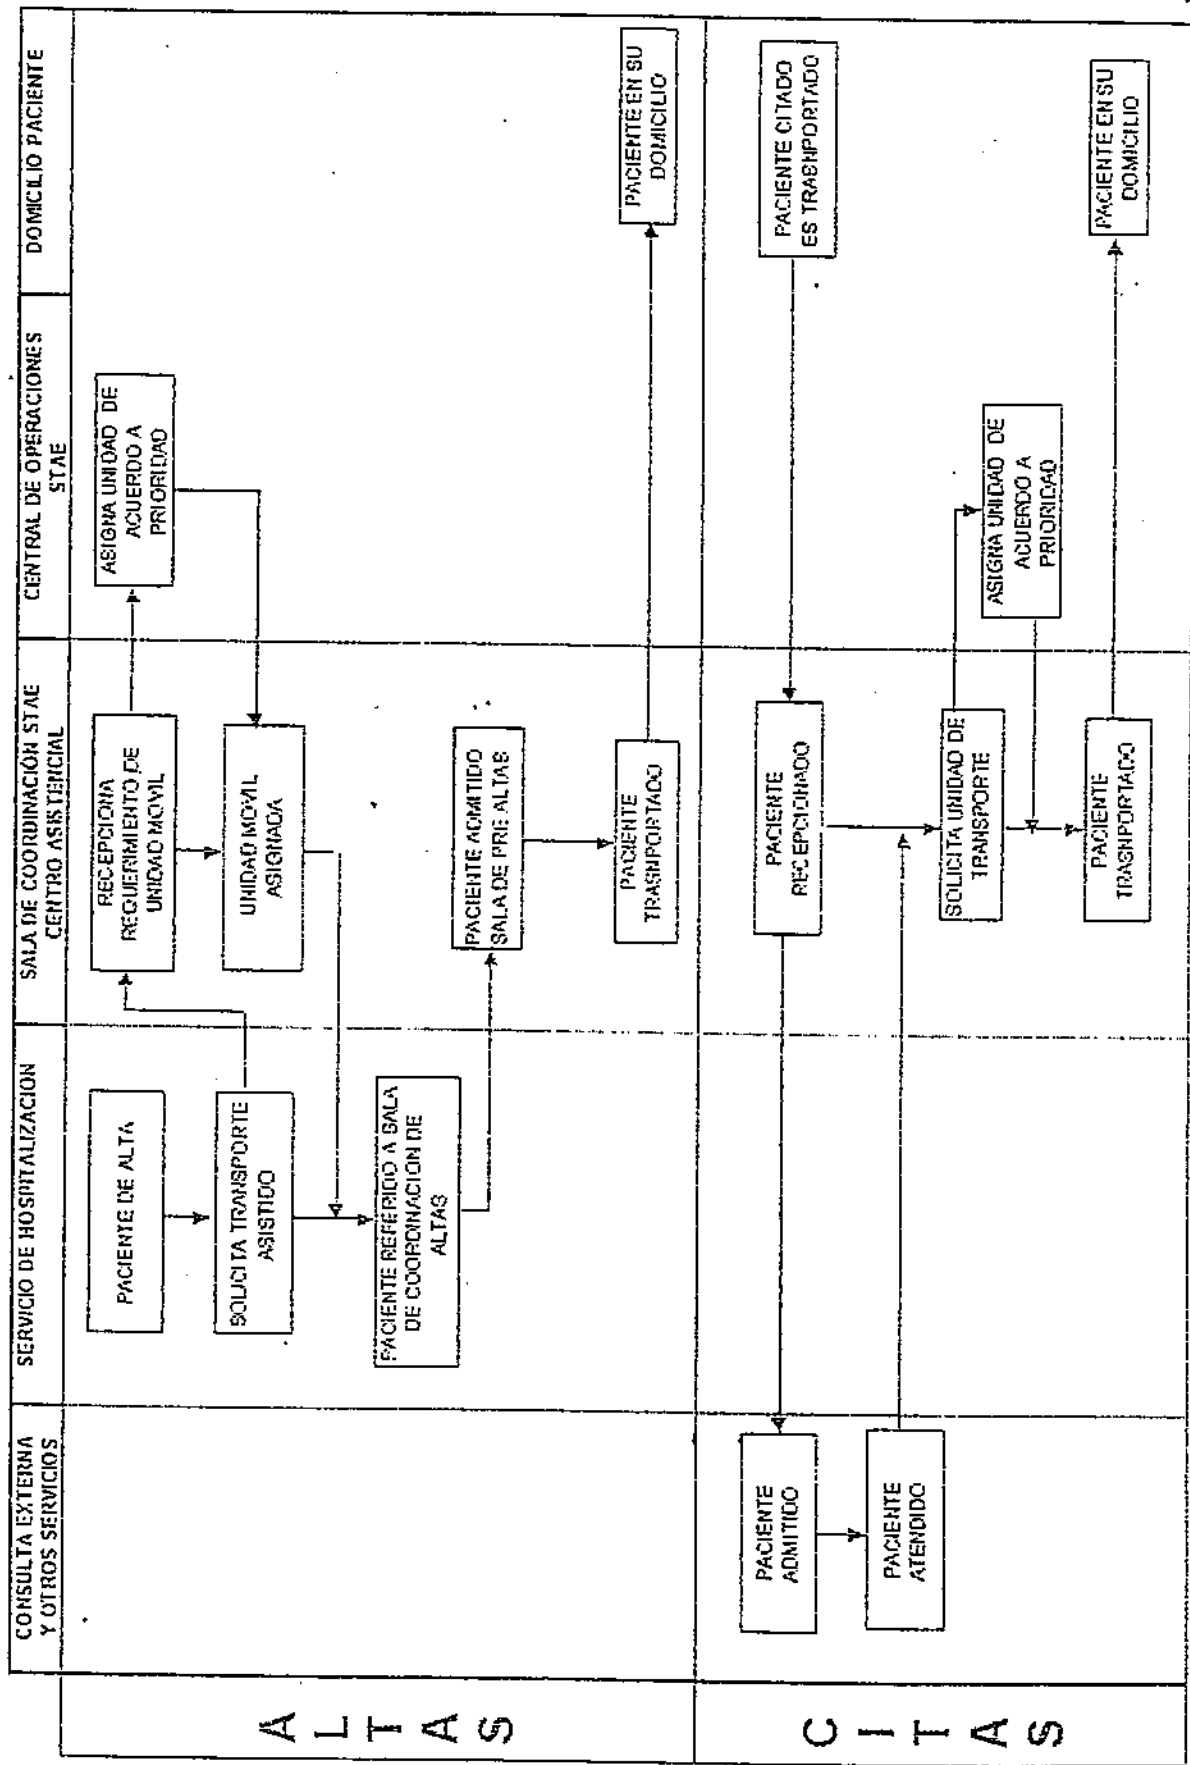 CONSULTA EXTERNA
Y OTROS SERVICIOS
SERVICIO DE HOSPITALIZACION
SALA DE COORDINACIÓN STAE
CENTRO ASISTENCIAL
CENTRAL DE OPERACIONES
STAE
DOMICILIO PACIENTE
ALTAS
PACIENTE DE ALTA
SOLICITA TRANSPORTE
ASISTIDO
RECEPCIONA
REQUERIMIENTO DE
UNIDAD MOVIL
ASIGNA UNIDAD DE
ACUERDO A
PRIORIDAD
UNIDAD MOVIL
ASIGNADA
PACIENTE REFERIDO A SALA
DE COORDINACION DE
ALTAS
PACIENTE ADMITIDO
SALA DE PRE ALTAS
PACIENTE
TRASNPORTADO
PACIENTE EN SU
DOMICILIO
CITAS
PACIENTE CITADO
ES TRASNPORTADO
PACIENTE
RECEPCIONADO
PACIENTE
ADMITIDO
PACIENTE
ATENDIDO
SOLICITA UNIDAD DE
TRANSPORTE
ASIGNA UNIDAD DE
ACUERDO A
PRIORIDAD
PACIENTE
TRASNPORTADO
PACIENTE EN SU
DOMICILIO